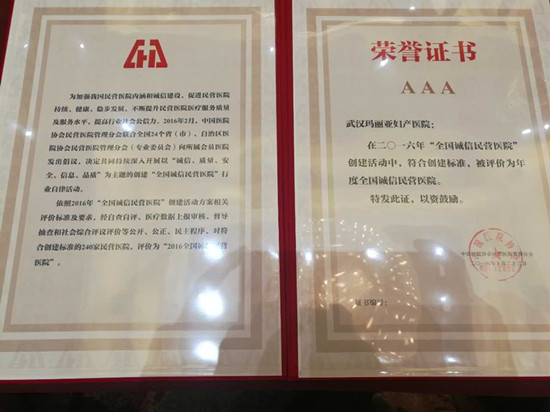 为加强我国民营医院内涵和诚信建设，促进民营医院
持续、健康、稳步发展，不断提升民营医院医疗服务质量
及服务水平，提高行业社会公信力，2016年2月，中国医院
协会民营医院管理分会联合全国24个省（市）、自治区医
院协会民营医院管理分会（专业委员会）向所属会员医院
发出倡议，决定共同持续深入开展以“诚信、质量、安
全、信息、品质”为主题的创建“全国诚信民营医院”行
业自律活动。
依照2016年“全国诚信民营医院”创建活动方案相关
评价标准及要求，经自查自评、医疗数据上报审核、督导
抽查和社会综合评议评价等公开、公正、民主程序，对符
合创建标准的240家民营医院，评价为“2016全国诚信民营
医院”。
荣誉证书
AAA
武汉玛丽亚妇产医院：
在二〇一六年“全国诚信民营医院”
创建活动中，符合创建标准，被评价为年
度全国诚信民营医院。
特发此证，以资鼓励。
证书编号：